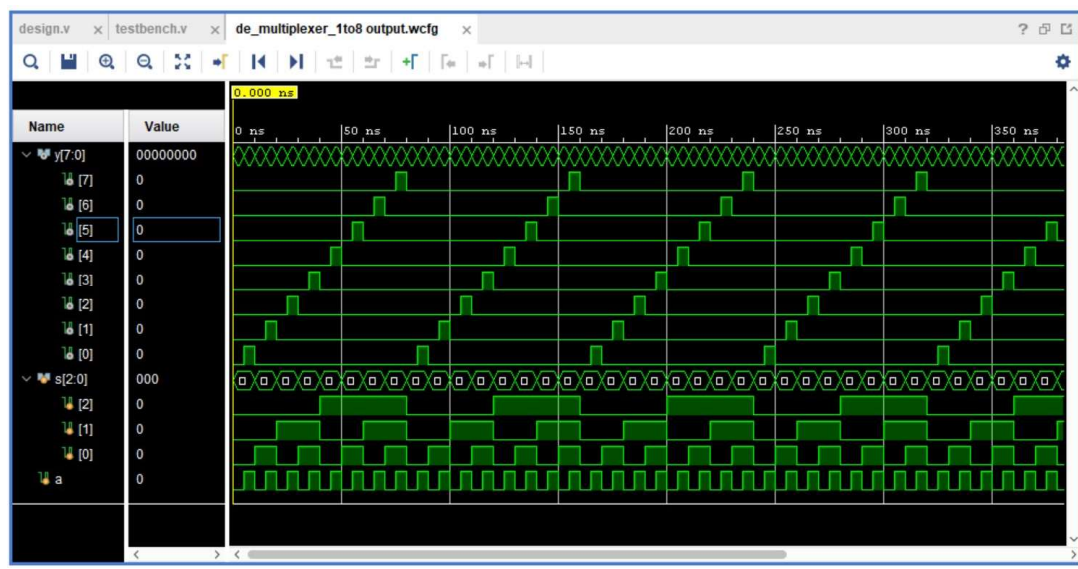 design.v × testbench.v × de_multiplexer_1to8 output.wcfg × ?
0.000 ns
Name Value
0 ns 50 ns 100 ns 150 ns 200 ns 250 ns 300 ns 350 ns
y[7:0] 00000000
[7] 0
[6] 0
[5] 0
[4] 0
[3] 0
[2] 0
[1] 0
[0] 0
s[2:0] 000
[2] 0
[1] 0
[0] 0
a 0